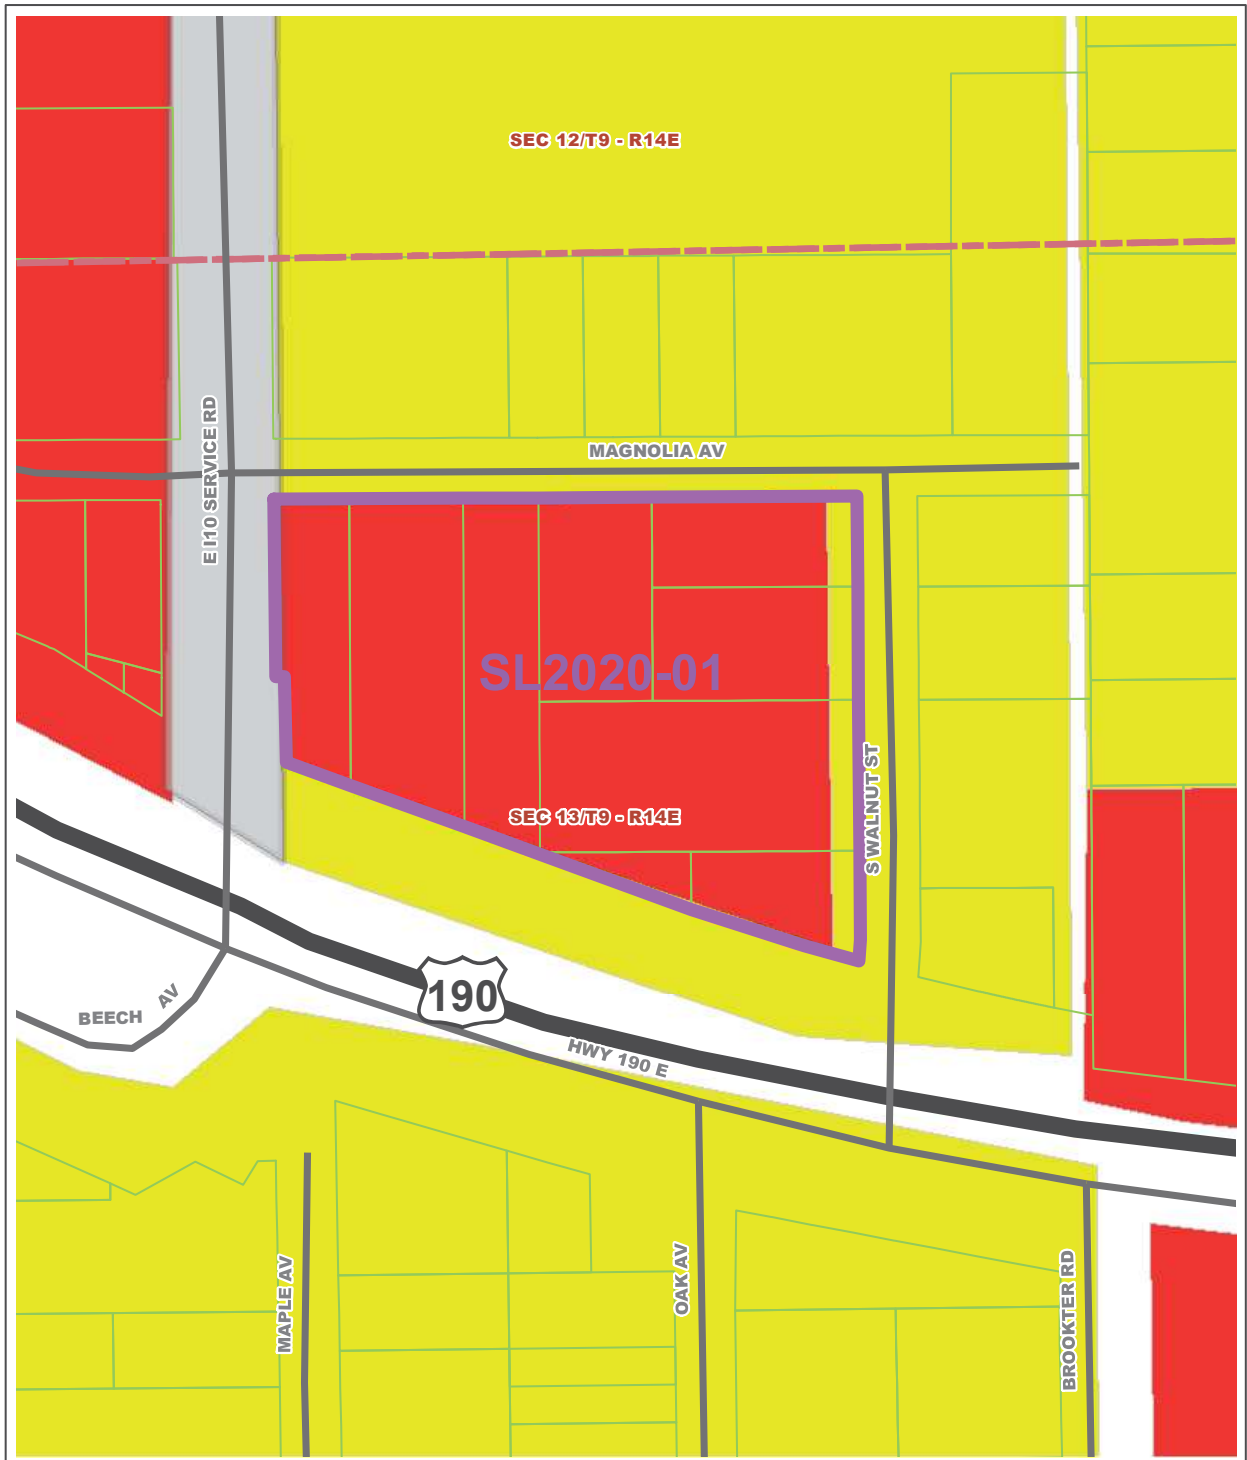 SEC 12/T9 - R14E
MAGNOLIA AV
E I10 SERVICE RD
SL2020-01
S WALNUT ST
SEC 13/T9 - R14E
190
BEECH AV
HWY 190 E
MAPLE AV
OAK AV
BROOKTER RD